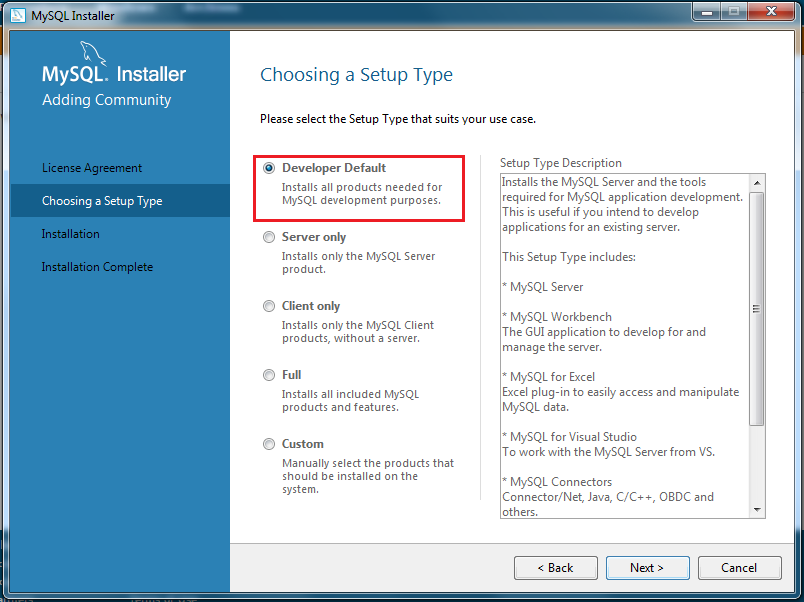 MySQL Installer
MySQL. Installer
Adding Community
License Agreement
Choosing a Setup Type
Installation
Installation Complete
Choosing a Setup Type
Please select the Setup Type that suits your use case.
Developer Default
Installs all products needed for
MySQL development purposes.
Server only
Installs only the MySQL Server
product.
Client only
Installs only the MySQL Client
products, without a server.
Full
Installs all included MySQL
products and features.
Custom
Manually select the products that
should be installed on the
system.
Setup Type Description
Installs the MySQL Server and the tools
required for MySQL application development.
This is useful if you intend to develop
applications for an existing server.
This Setup Type includes:
* MySQL Server
* MySQL Workbench
The GUI application to develop for and
manage the server.
* MySQL for Excel
Excel plug-in to easily access and manipulate
MySQL data.
* MySQL for Visual Studio
To work with the MySQL Server from VS.
* MySQL Connectors
Connector/Net, Java, C/C++, OBDC and
others.
< Back
Next >
Cancel